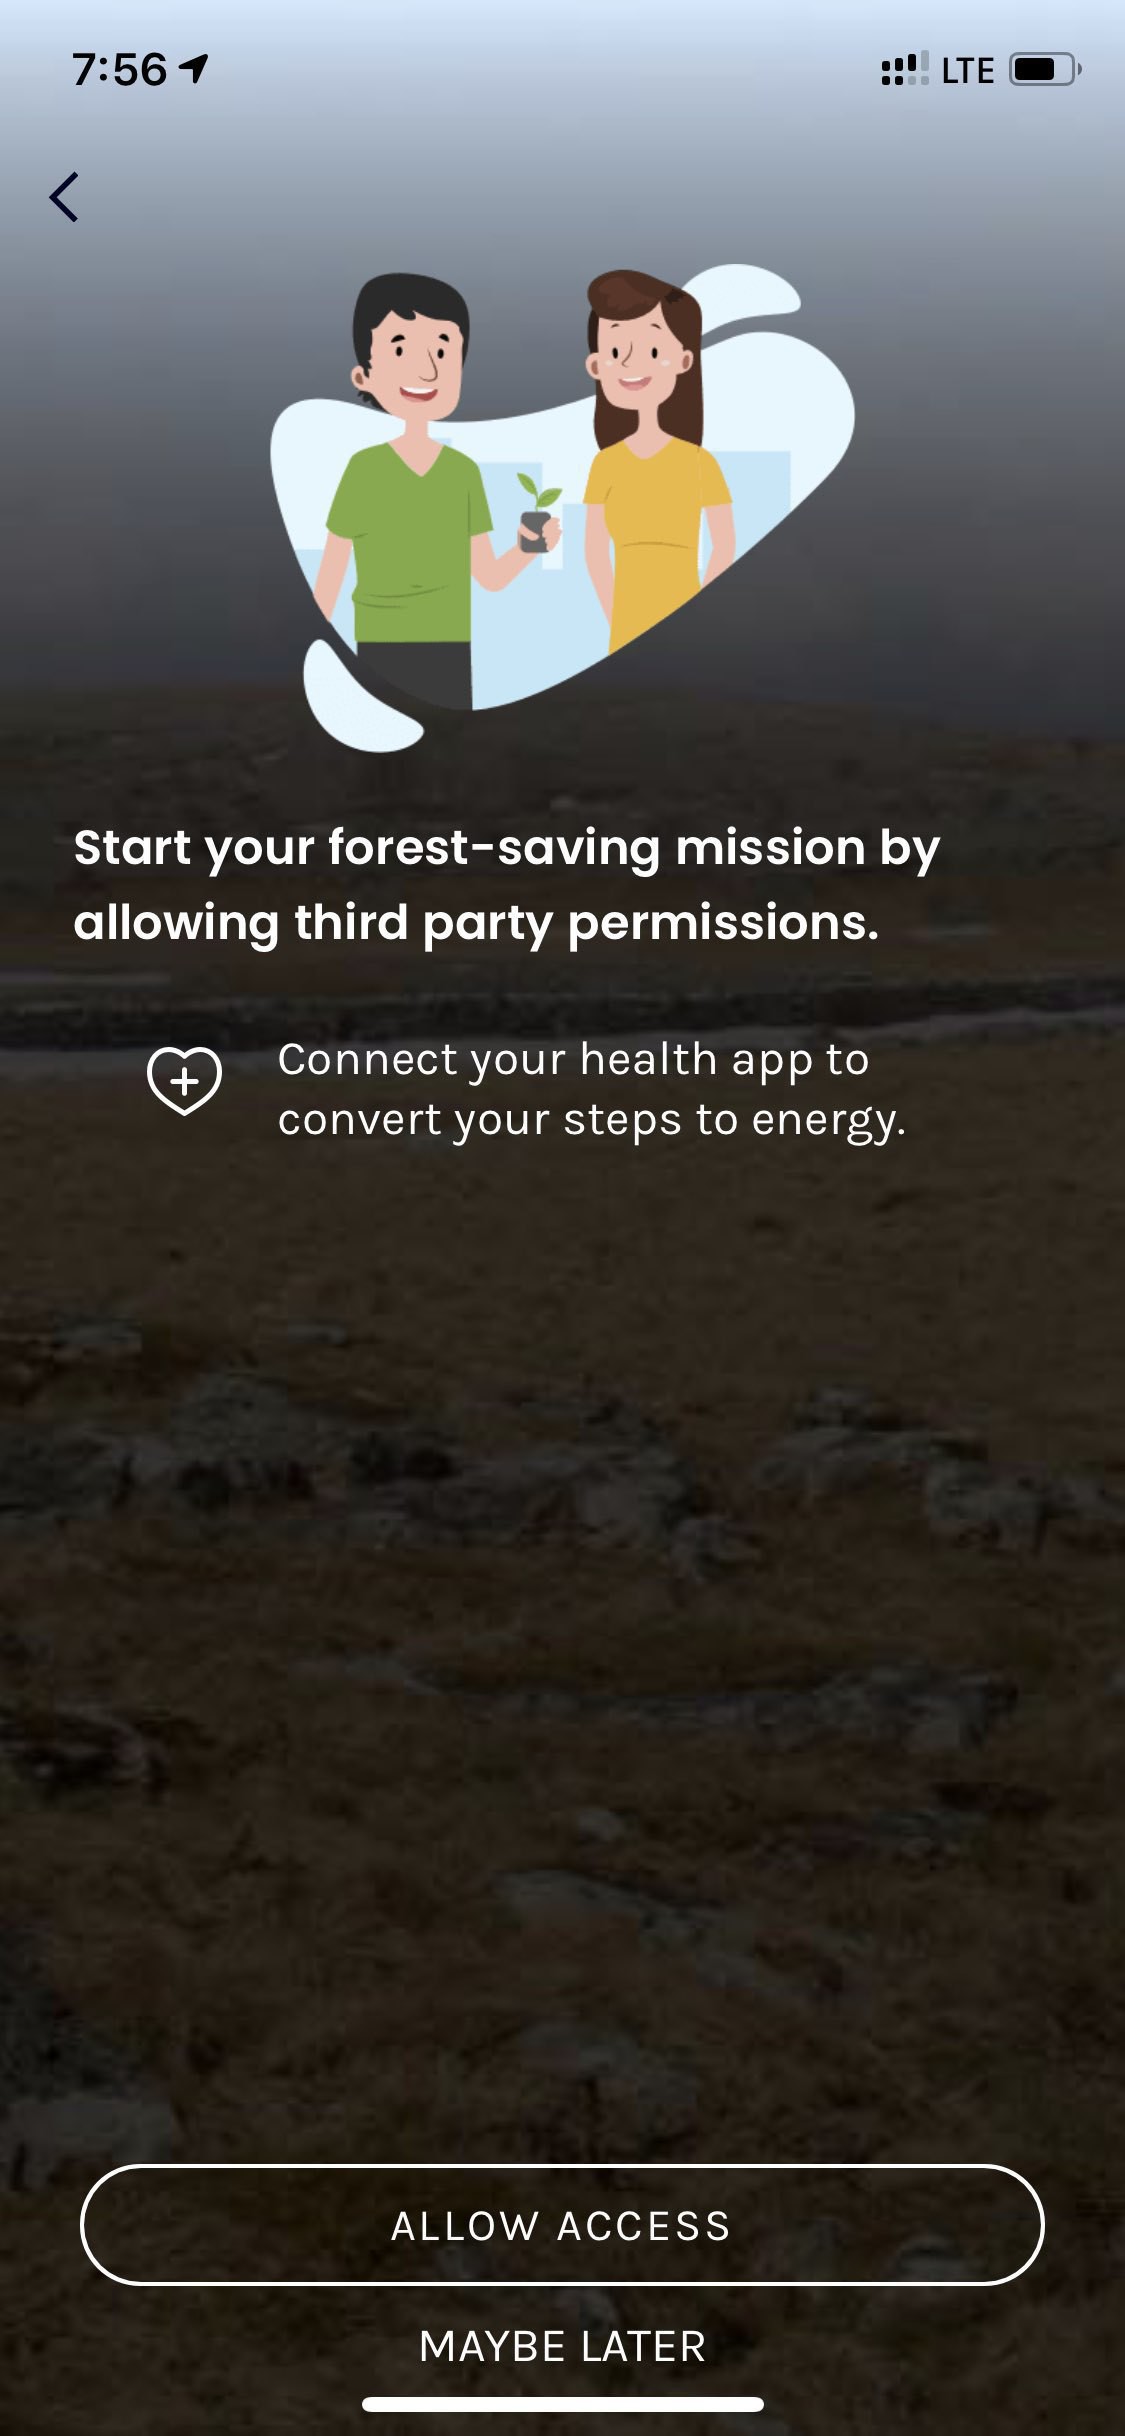 7:56
LTE
Start your forest-saving mission by
allowing third party permissions.
Connect your health app to
convert your steps to energy.
ALLOW ACCESS
MAYBE LATER